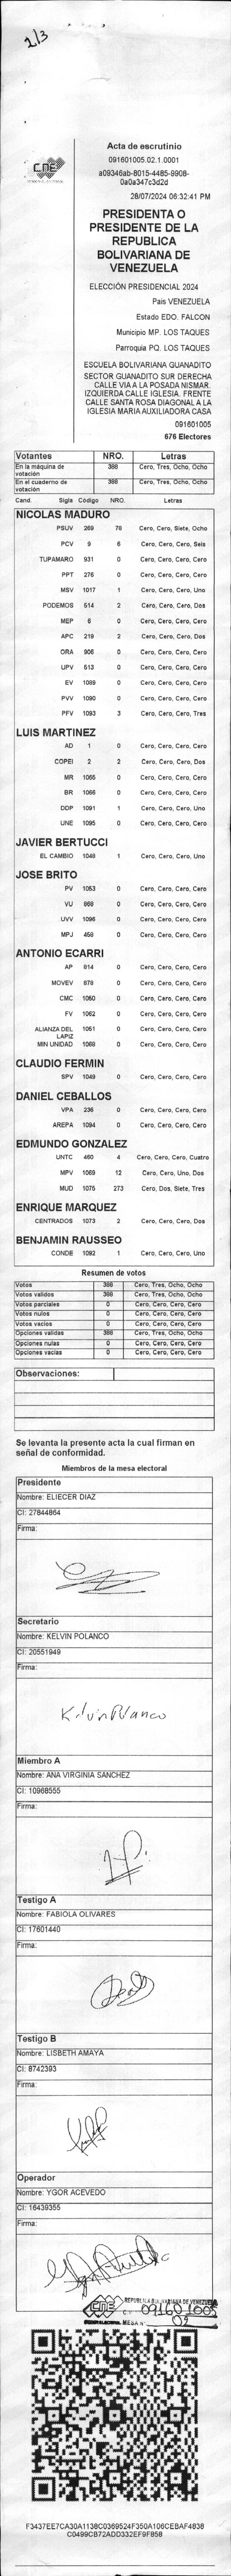 2/3
CNE
Acta de escrutinio
091601005.02.1.0001
a09346ab-8015-4485-9908-
0a0a347c3d2d
28/07/2024 06:32:41 PM
PRESIDENTA O
PRESIDENTE DE LA
REPUBLICA
BOLIVARIANA DE
VENEZUELA
ELECCIÓN PRESIDENCIAL 2024
Pais VENEZUELA
Estado EDO. FALCON
Municipio MP. LOS TAQUES
Parroquia PQ. LOS TAQUES
ESCUELA BOLIVARIANA GUANADITO
SECTOR GUANADITO SUR DERECHA
CALLE VIA A LA POSADA NISMAR.
IZQUIERDA CALLE IGLESIA. FRENTE
CALLE SANTA ROSA DIAGONAL A LA
IGLESIA MARIA AUXILIADORA CASA
091601005
676 Electores
Votantes NRO. Letras
En la máquina de votación 388 Cero, Tres, Ocho, Ocho
En el cuaderno de votación 388 Cero, Tres, Ocho, Ocho
Cand. Sigla Código NRO. Letras
NICOLAS MADURO
PSUV 269 78 Cero, Cero, Siete, Ocho
PCV 9 6 Cero, Cero, Cero, Seis
TUPAMARO 931 0 Cero, Cero, Cero, Cero
PPT 276 0 Cero, Cero, Cero, Cero
MSV 1017 1 Cero, Cero, Cero, Uno
PODEMOS 514 2 Cero, Cero, Cero, Dos
MEP 6 0 Cero, Cero, Cero, Cero
APC 219 2 Cero, Cero, Cero, Dos
ORA 906 0 Cero, Cero, Cero, Cero
UPV 513 0 Cero, Cero, Cero, Cero
EV 1089 0 Cero, Cero, Cero, Cero
PVV 1090 0 Cero, Cero, Cero, Cero
PFV 1093 3 Cero, Cero, Cero, Tres
LUIS MARTINEZ
AD 1 0 Cero, Cero, Cero, Cero
COPEI 2 2 Cero, Cero, Cero, Dos
MR 1065 0 Cero, Cero, Cero, Cero
BR 1066 0 Cero, Cero, Cero, Cero
DDP 1091 1 Cero, Cero, Cero, Uno
UNE 1095 0 Cero, Cero, Cero, Cero
JAVIER BERTUCCI
EL CAMBIO 1048 1 Cero, Cero, Cero, Uno
JOSE BRITO
PV 1053 0 Cero, Cero, Cero, Cero
VU 868 0 Cero, Cero, Cero, Cero
UVV 1096 0 Cero, Cero, Cero, Cero
MPJ 458 0 Cero, Cero, Cero, Cero
ANTONIO ECARRI
AP 814 0 Cero, Cero, Cero, Cero
MOVEV 878 0 Cero, Cero, Cero, Cero
CMC 1050 0 Cero, Cero, Cero, Cero
FV 1062 0 Cero, Cero, Cero, Cero
ALIANZA DEL LAPIZ 1051 0 Cero, Cero, Cero, Cero
MIN UNIDAD 1068 0 Cero, Cero, Cero, Cero
CLAUDIO FERMIN
SPV 1049 0 Cero, Cero, Cero, Cero
DANIEL CEBALLOS
VPA 236 0 Cero, Cero, Cero, Cero
AREPA 1094 0 Cero, Cero, Cero, Cero
EDMUNDO GONZALEZ
UNTC 460 4 Cero, Cero, Cero, Cuatro
MPV 1069 12 Cero, Cero, Uno, Dos
MUD 1075 273 Cero, Dos, Siete, Tres
ENRIQUE MARQUEZ
CENTRADOS 1073 2 Cero, Cero, Cero, Dos
BENJAMIN RAUSSEO
CONDE 1092 1 Cero, Cero, Cero, Uno
Resumen de votos
Votos 388 Cero, Tres, Ocho, Ocho
Votos validos 388 Cero, Tres, Ocho, Ocho
Votos parciales 0 Cero, Cero, Cero, Cero
Votos nulos 0 Cero, Cero, Cero, Cero
Votos vacios 0 Cero, Cero, Cero, Cero
Opciones validas 388 Cero, Tres, Ocho, Ocho
Opciones nulas 0 Cero, Cero, Cero, Cero
Opciones vacias 0 Cero, Cero, Cero, Cero
Observaciones:
Se levanta la presente acta la cual firman en
señal de conformidad.
Miembros de la mesa electoral
Presidente
Nombre: ELIECER DIAZ
CI: 27844864
Firma:
Secretario
Nombre: KELVIN POLANCO
CI: 20551949
Firma:
Kelvin Polanco
Miembro A
Nombre: ANA VIRGINIA SANCHEZ
CI: 10968555
Firma:
Testigo A
Nombre: FABIOLA OLIVARES
CI: 17601440
Firma:
Testigo B
Nombre: LISBETH AMAYA
CI: 8742393
Firma:
Operador
Nombre: YGOR ACEVEDO
CI: 16439355
Firma:
CNE REPUBLICA BOLIVARIANA DE VENEZUELA
09160 1005
MESA N° 02
F3437EE7CA30A1138C0369524F350A106CEBAF4838
C0499CB72ADD332EF9F858